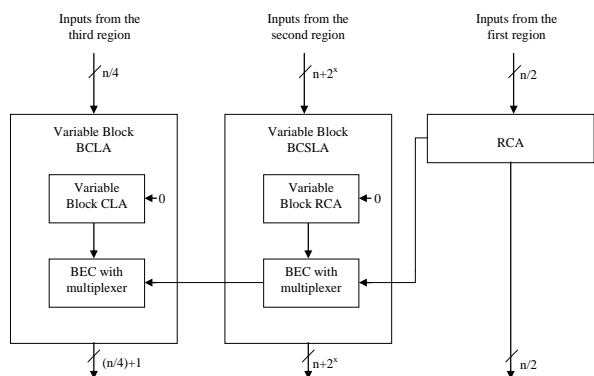 Inputs from the
third region
Inputs from the
second region
Inputs from the
first region
n/4
n+2ˣ
n/2
Variable Block
BCLA
Variable Block
BCSLA
RCA
Variable
Block CLA
0
Variable
Block RCA
0
BEC with
multiplexer
BEC with
multiplexer
(n/4)+1
n+2ˣ
n/2